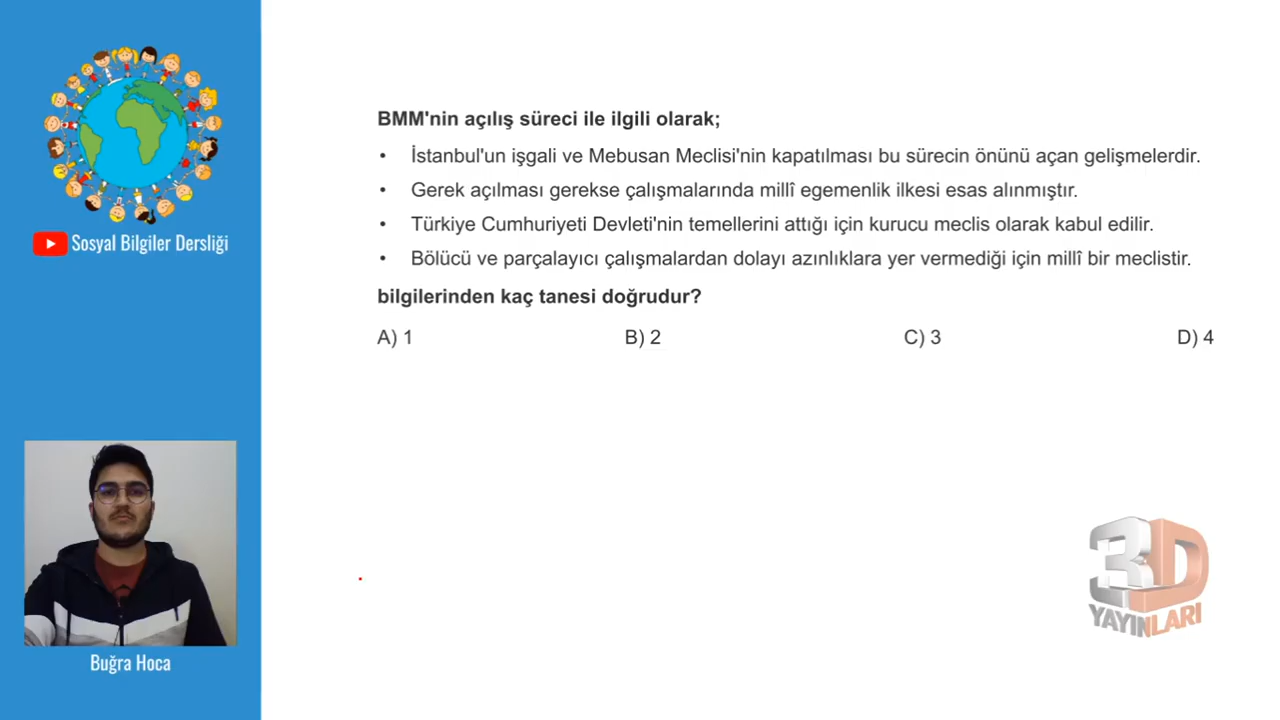 BMM'nin açılış süreci ile ilgili olarak;
• İstanbul'un işgali ve Mebusan Meclisi'nin kapatılması bu sürecin önünü açan gelişmelerdir.
• Gerek açılması gerekse çalışmalarında millî egemenlik ilkesi esas alınmıştır.
• Türkiye Cumhuriyeti Devleti'nin temellerini attığı için kurucu meclis olarak kabul edilir.
• Bölücü ve parçalayıcı çalışmalardan dolayı azınlıklara yer vermediği için millî bir meclistir.
bilgilerinden kaç tanesi doğrudur?
A) 1 B) 2 C) 3 D) 4
Sosyal Bilgiler Dersliği
Buğra Hoca
3D
YAYINLARI